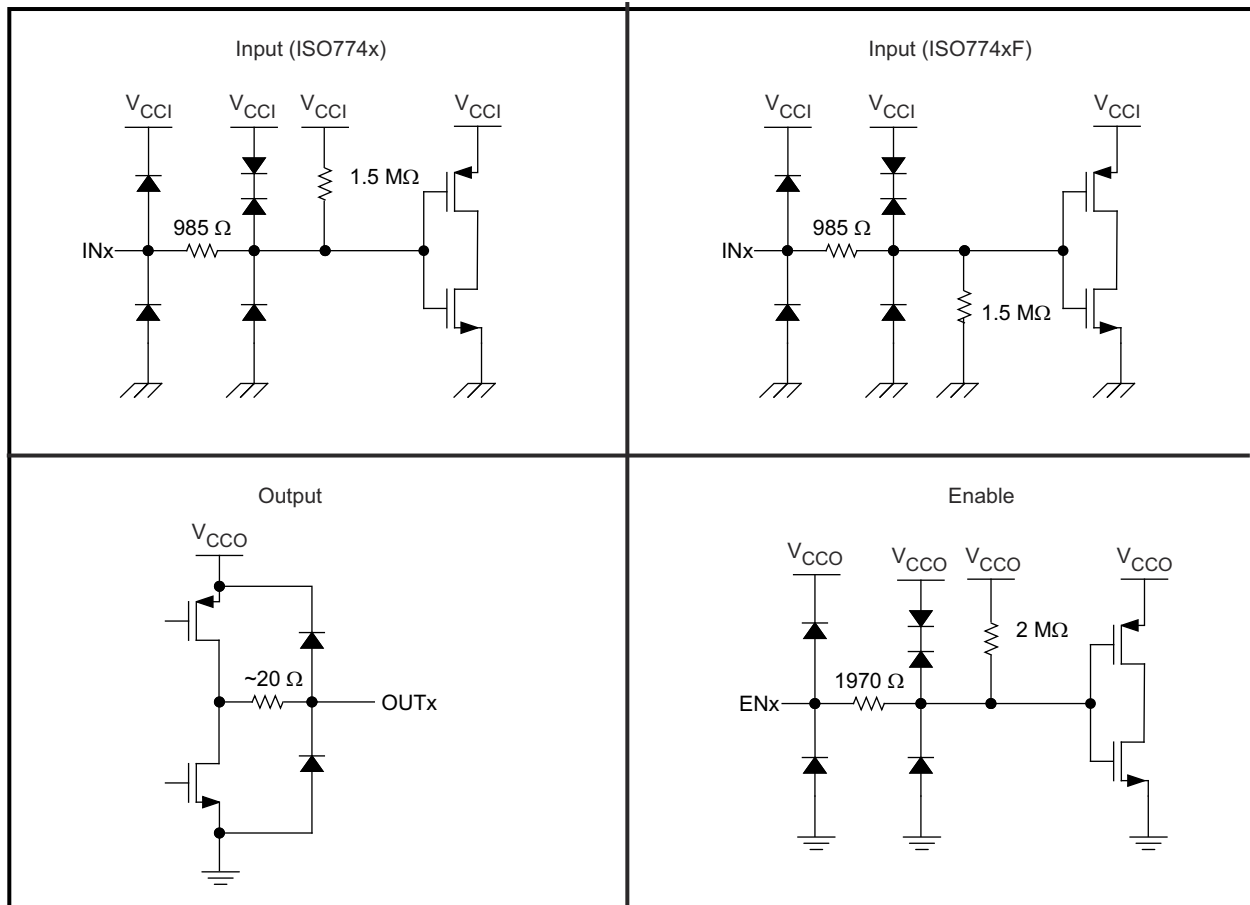 Input (ISO774x)
V_CCI V_CCI V_CCI V_CCI
1.5 MΩ
985 Ω
INx
Input (ISO774xF)
V_CCI V_CCI V_CCI
985 Ω
INx
1.5 MΩ
Output
V_CCO
~20 Ω
OUTx
Enable
V_CCO V_CCO V_CCO V_CCO
2 MΩ
1970 Ω
ENx